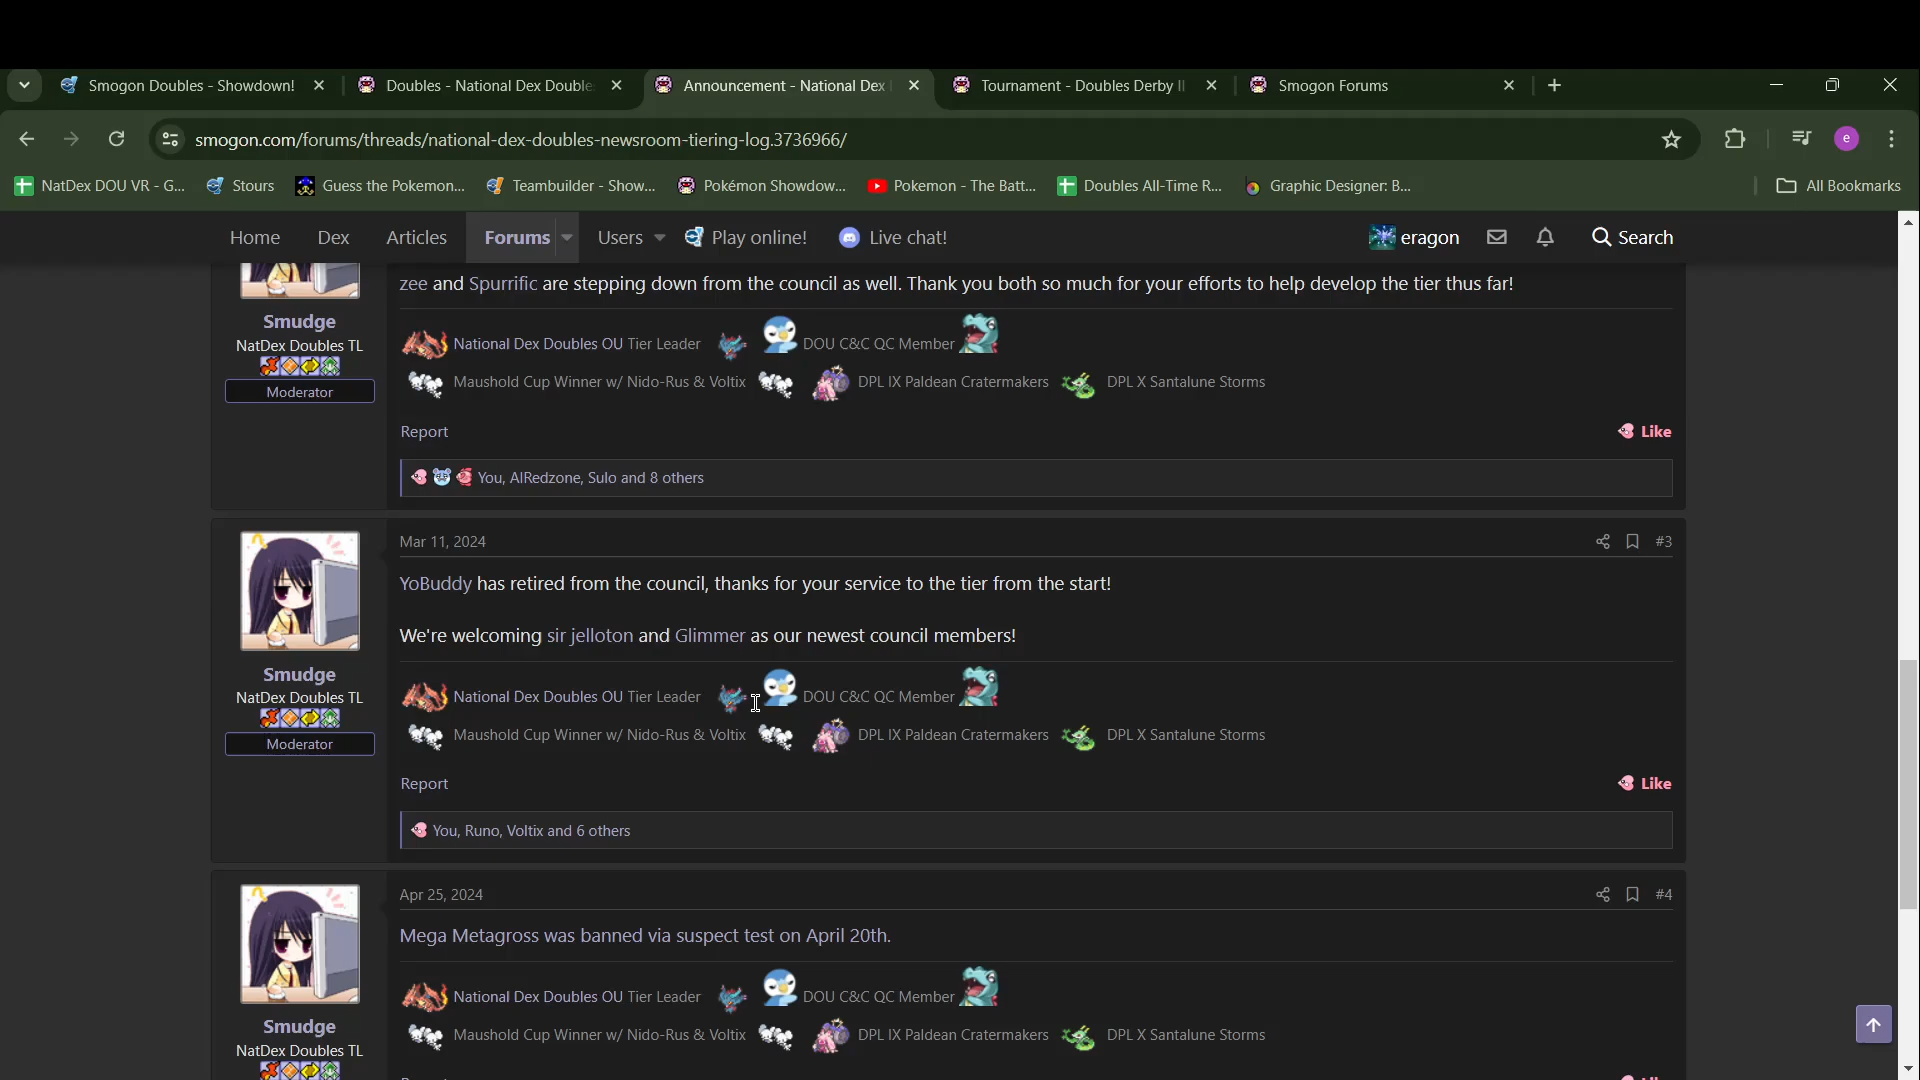 Smogon Doubles - Showdown!
Doubles - National Dex Double
Announcement - National Dex
Tournament - Doubles Derby II
Smogon Forums
smogon.com/forums/threads/national-dex-doubles-newsroom-tiering-log.3736966/
e
NatDex DOU VR - G...
Stours
Guess the Pokemon...
Teambuilder - Show...
Pokémon Showdow...
Pokemon - The Batt...
Doubles All-Time R...
Graphic Designer: B...
All Bookmarks
Home
Dex
Articles
Forums
Users
Play online!
Live chat!
eragon
Search
zee and Spurrific are stepping down from the council as well. Thank you both so much for your efforts to help develop the tier thus far!
Smudge
NatDex Doubles TL
Moderator
National Dex Doubles OU Tier Leader
DOU C&C QC Member
Maushold Cup Winner w/ Nido-Rus & Voltix
DPL IX Paldean Cratermakers
DPL X Santalune Storms
Report
Like
You, AIRedzone, Sulo and 8 others
Mar 11, 2024
#3
YoBuddy has retired from the council, thanks for your service to the tier from the start!
We're welcoming sir jelloton and Glimmer as our newest council members!
Smudge
NatDex Doubles TL
Moderator
National Dex Doubles OU Tier Leader
DOU C&C QC Member
Maushold Cup Winner w/ Nido-Rus & Voltix
DPL IX Paldean Cratermakers
DPL X Santalune Storms
Report
Like
You, Runo, Voltix and 6 others
Apr 25, 2024
#4
Mega Metagross was banned via suspect test on April 20th.
Smudge
NatDex Doubles TL
National Dex Doubles OU Tier Leader
DOU C&C QC Member
Maushold Cup Winner w/ Nido-Rus & Voltix
DPL IX Paldean Cratermakers
DPL X Santalune Storms